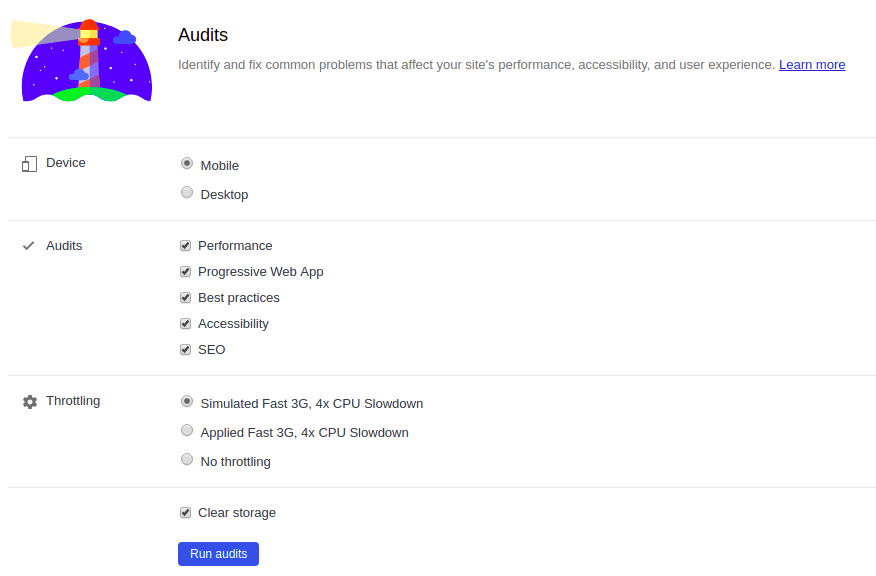 Audits
Identify and fix common problems that affect your site's performance, accessibility, and user experience. Learn more
Device
Mobile
Desktop
Audits
Performance
Progressive Web App
Best practices
Accessibility
SEO
Throttling
Simulated Fast 3G, 4x CPU Slowdown
Applied Fast 3G, 4x CPU Slowdown
No throttling
Clear storage
Run audits